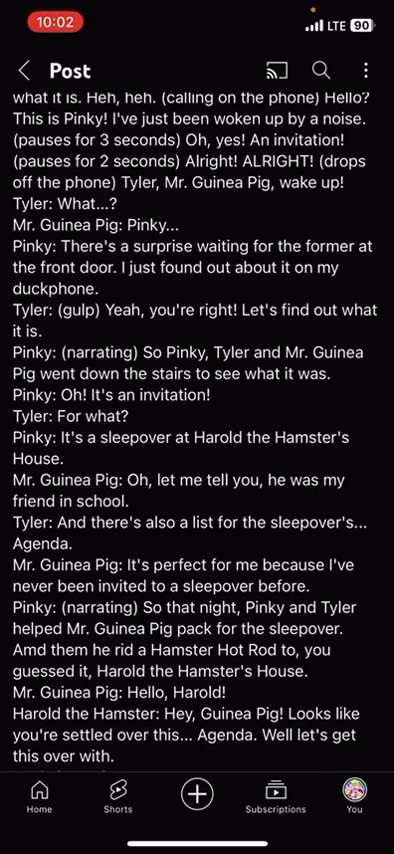 10:02
LTE 90
Post
what it is. Heh, heh. (calling on the phone) Hello?
This is Pinky! I've just been woken up by a noise.
(pauses for 3 seconds) Oh, yes! An invitation!
(pauses for 2 seconds) Alright! ALRIGHT! (drops
off the phone) Tyler, Mr. Guinea Pig, wake up!
Tyler: What...?
Mr. Guinea Pig: Pinky...
Pinky: There's a surprise waiting for the former at
the front door. I just found out about it on my
duckphone.
Tyler: (gulp) Yeah, you're right! Let's find out what
it is.
Pinky: (narrating) So Pinky, Tyler and Mr. Guinea
Pig went down the stairs to see what it was.
Pinky: Oh! It's an invitation!
Tyler: For what?
Pinky: It's a sleepover at Harold the Hamster's
House.
Mr. Guinea Pig: Oh, let me tell you, he was my
friend in school.
Tyler: And there's also a list for the sleepover's...
Agenda.
Mr. Guinea Pig: It's perfect for me because I've
never been invited to a sleepover before.
Pinky: (narrating) So that night, Pinky and Tyler
helped Mr. Guinea Pig pack for the sleepover.
Amd them he rid a Hamster Hot Rod to, you
guessed it, Harold the Hamster's House.
Mr. Guinea Pig: Hello, Harold!
Harold the Hamster: Hey, Guinea Pig! Looks like
you're settled over this... Agenda. Well let's get
this over with.
Home
Shorts
Subscriptions
You